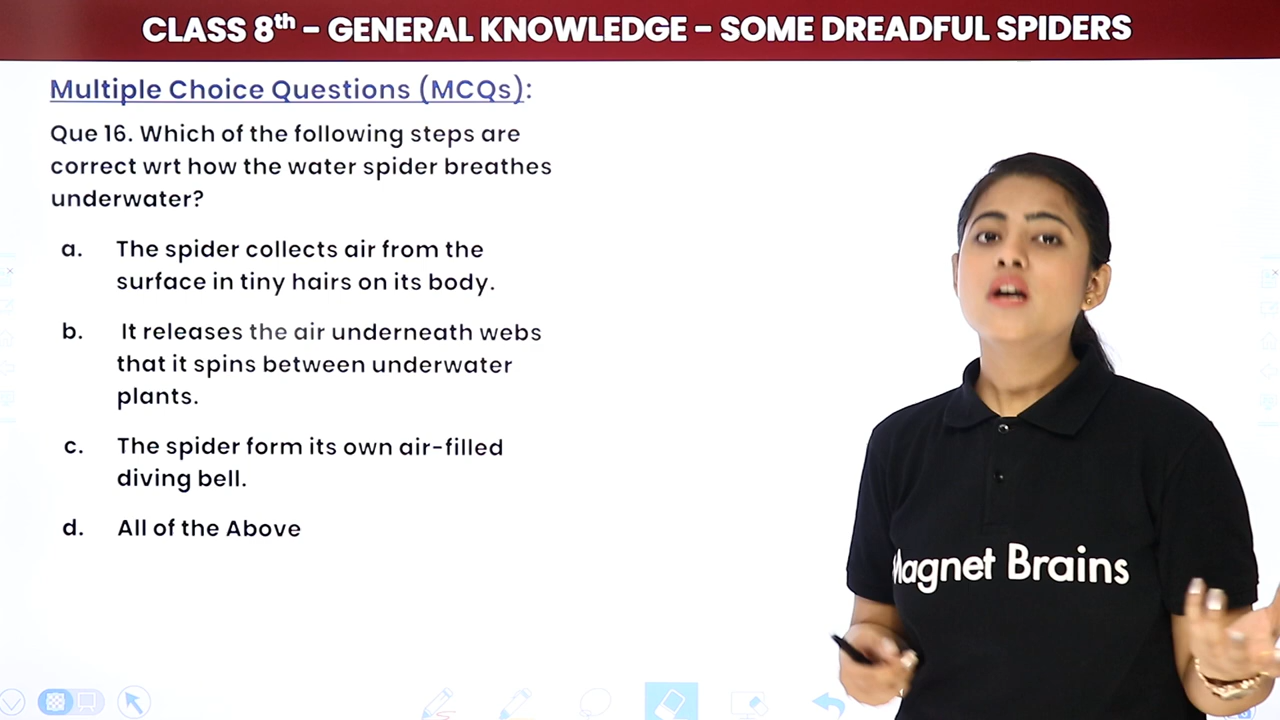 CLASS 8th - GENERAL KNOWLEDGE - SOME DREADFUL SPIDERS
Multiple Choice Questions (MCQs):
Que 16. Which of the following steps are
correct wrt how the water spider breathes
underwater?
a. The spider collects air from the
surface in tiny hairs on its body.
b. It releases the air underneath webs
that it spins between underwater
plants.
c. The spider form its own air-filled
diving bell.
d. All of the Above
Magnet Brains